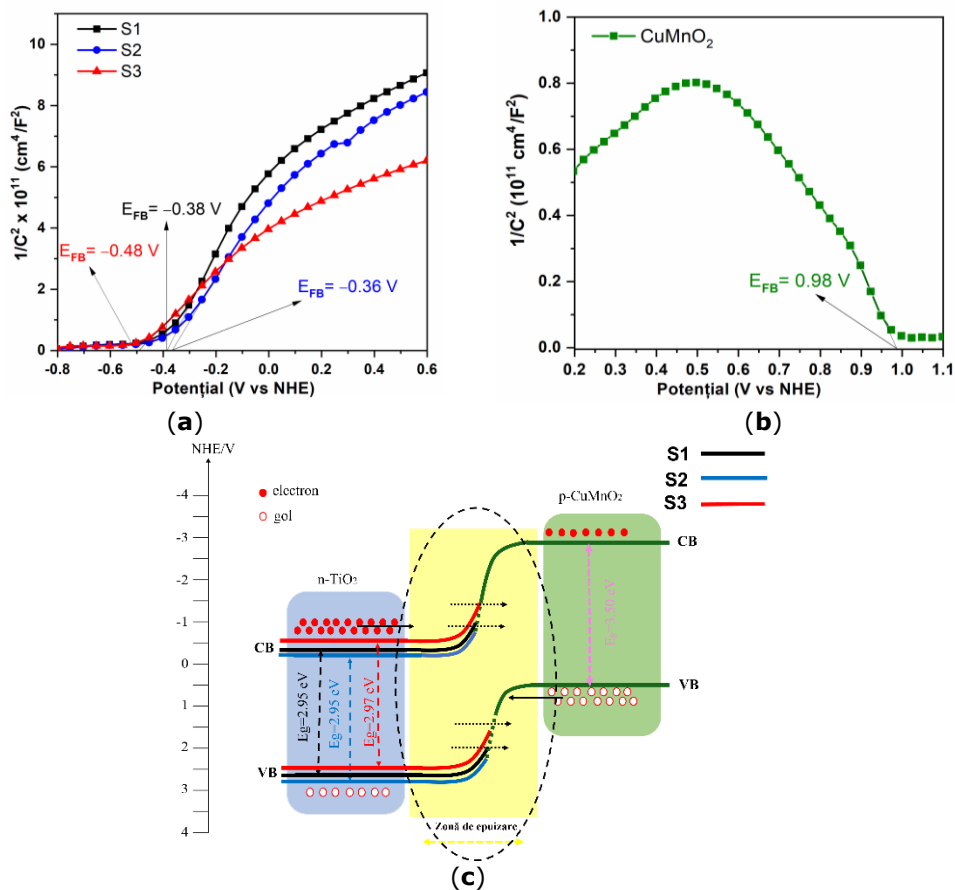 S1
S2
S3
1/C² x 10¹¹ (cm⁴/F²)
10
8
6
4
2
0
E_FB= −0.38 V
E_FB= −0.48 V
E_FB= −0.36 V
-0.8 -0.6 -0.4 -0.2 0.0 0.2 0.4 0.6
Potențial (V vs NHE)
(a)
CuMnO₂
1/C² (10¹¹ cm⁴/F²)
1.0
0.8
0.6
0.4
0.2
0.0
E_FB= 0.98 V
0.2 0.3 0.4 0.5 0.6 0.7 0.8 0.9 1.0 1.1
Potențial (V vs NHE)
(b)
NHE/V
-4
-3
-2
-1
0
1
2
3
4
electron
gol
S1
S2
S3
p-CuMnO₂
CB
n-TiO₂
CB
Eg=3.50 eV
VB
Eg=2.95 eV
Eg=2.95 eV
Eg=2.97 eV
VB
Zonă de epuizare
(c)